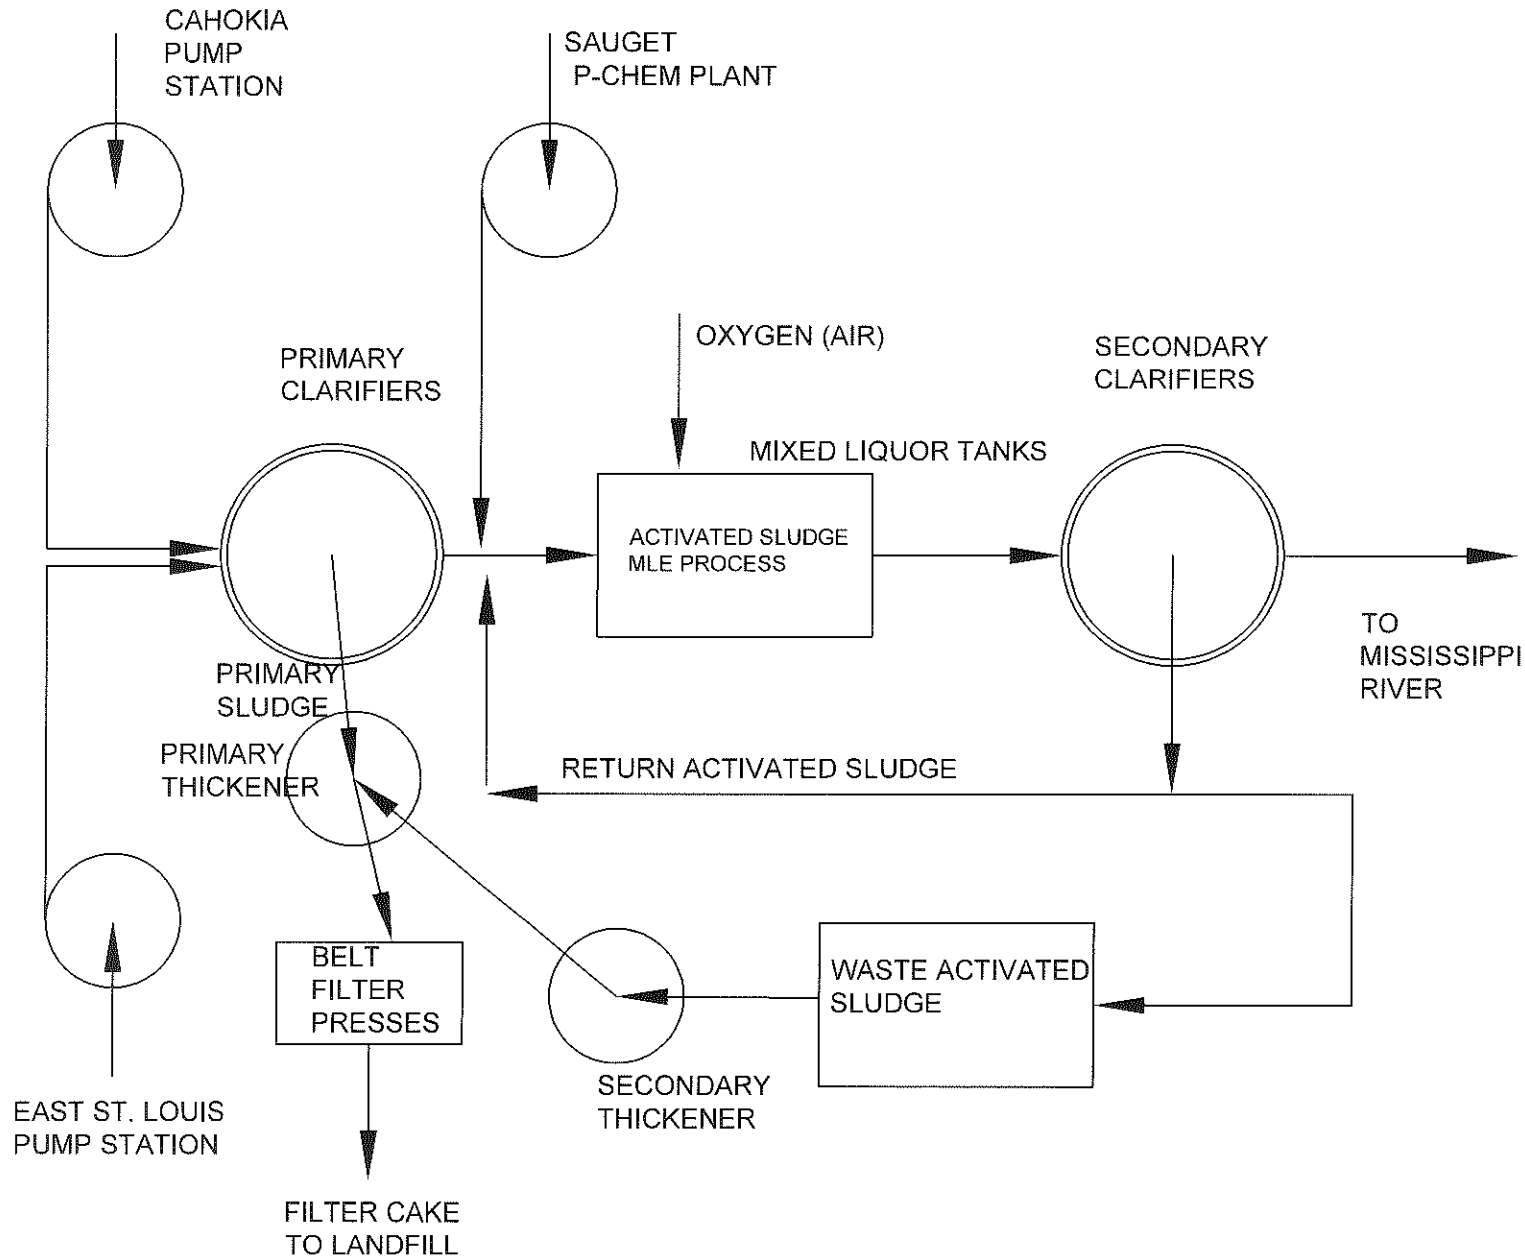 CAHOKIA
PUMP
STATION
SAUGET
P-CHEM PLANT
OXYGEN (AIR)
PRIMARY
CLARIFIERS
SECONDARY
CLARIFIERS
MIXED LIQUOR TANKS
ACTIVATED SLUDGE
MLE PROCESS
TO
MISSISSIPPI
RIVER
PRIMARY
SLUDGE
PRIMARY
THICKENER
RETURN ACTIVATED SLUDGE
BELT
FILTER
PRESSES
WASTE ACTIVATED
SLUDGE
SECONDARY
THICKENER
EAST ST. LOUIS
PUMP STATION
FILTER CAKE
TO LANDFILL